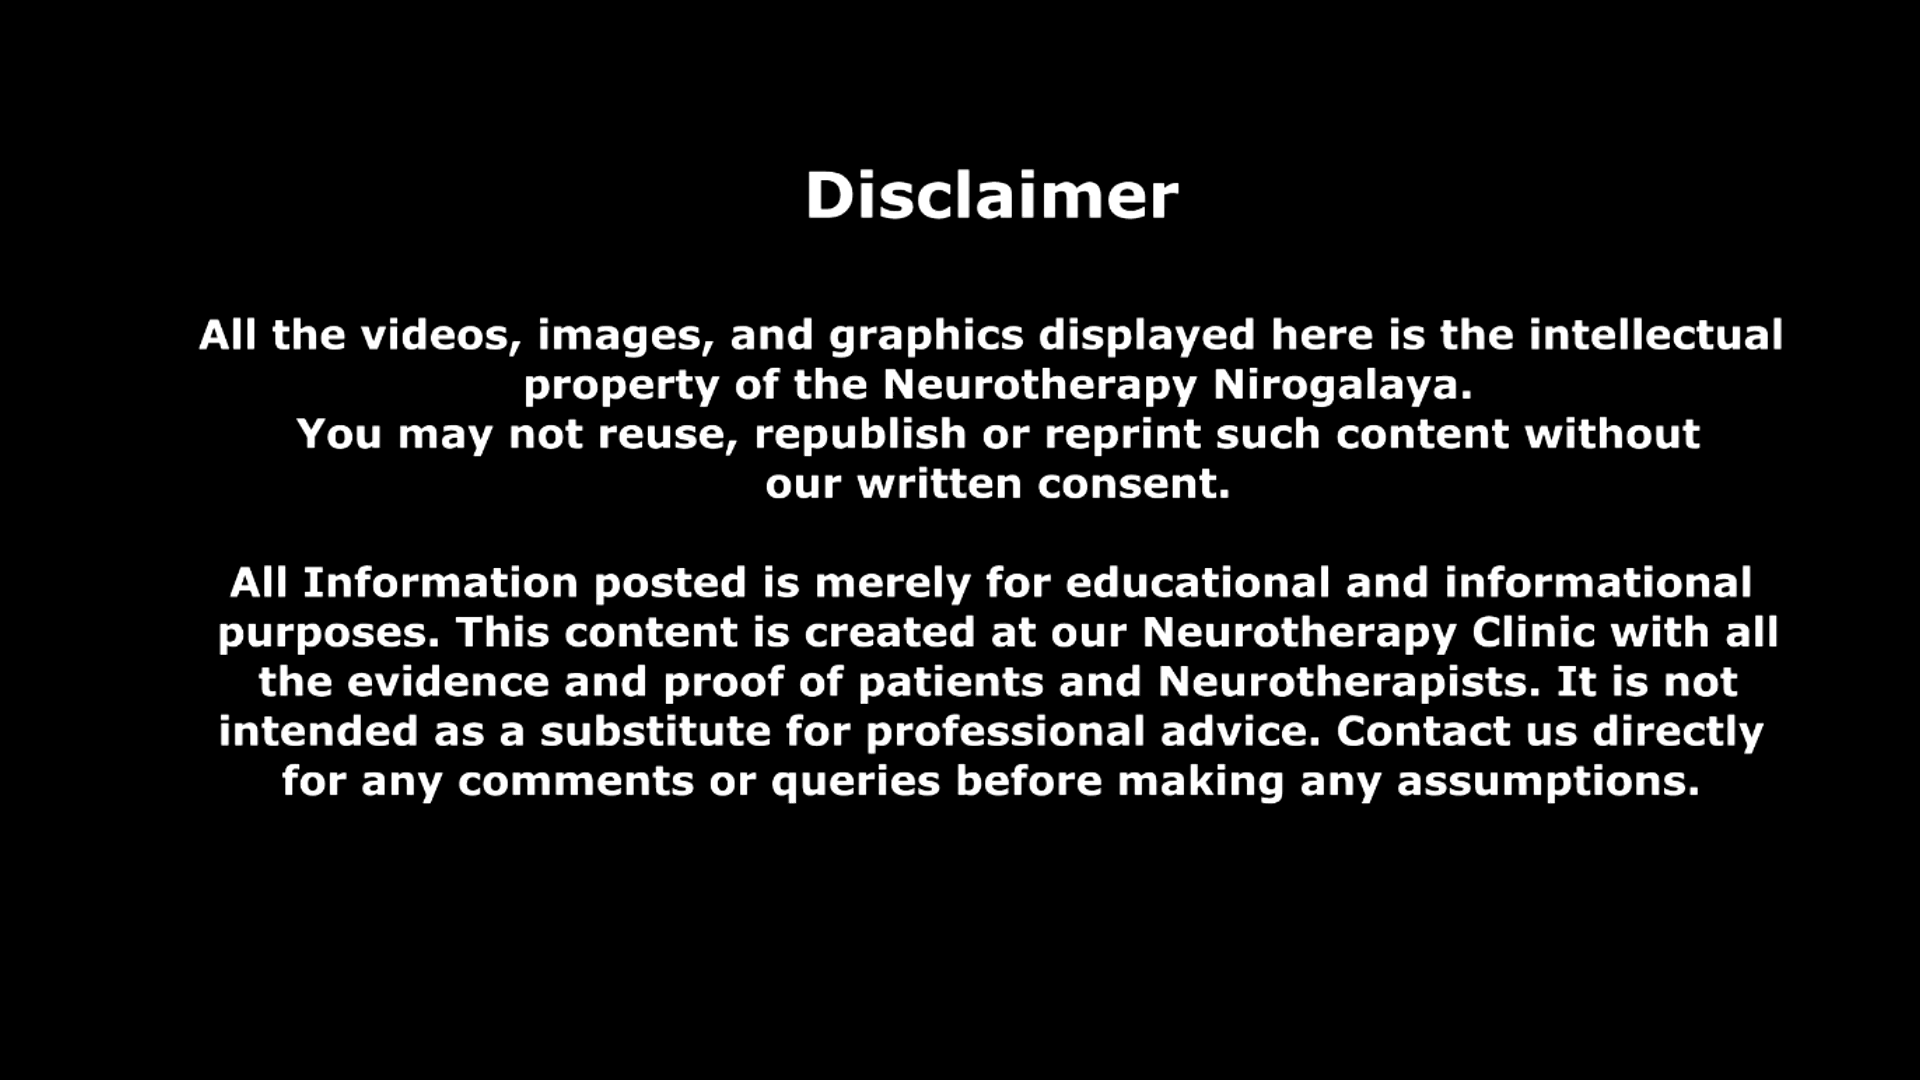 Disclaimer
All the videos, images, and graphics displayed here is the intellectual
property of the Neurotherapy Nirogalaya.
You may not reuse, republish or reprint such content without
our written consent.
All Information posted is merely for educational and informational
purposes. This content is created at our Neurotherapy Clinic with all
the evidence and proof of patients and Neurotherapists. It is not
intended as a substitute for professional advice. Contact us directly
for any comments or queries before making any assumptions.